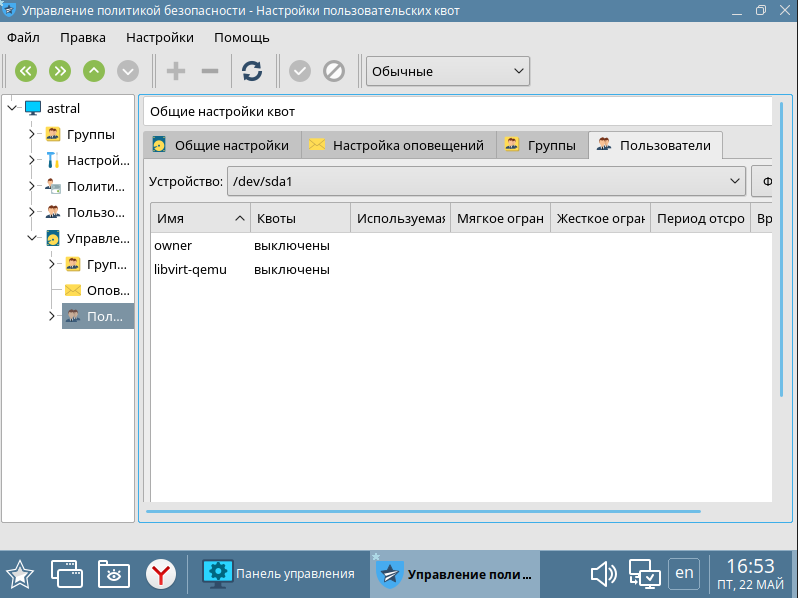 Управление политикой безопасности - Настройки пользовательских квот
Файл Правка Настройки Помощь
Обычные
astral
Группы
Настрой...
Полити...
Пользо...
Управле...
Груп...
Опов...
Пол...
Общие настройки квот
Общие настройки Настройка оповещений Группы Пользователи
Устройство: /dev/sda1 Ф
Имя Квоты Используемая Мягкое огран Жесткое огран Период отсро Вр
owner выключены
libvirt-qemu выключены
Панель управления
Управление поли...
en
16:53
ПТ, 22 МАЙ